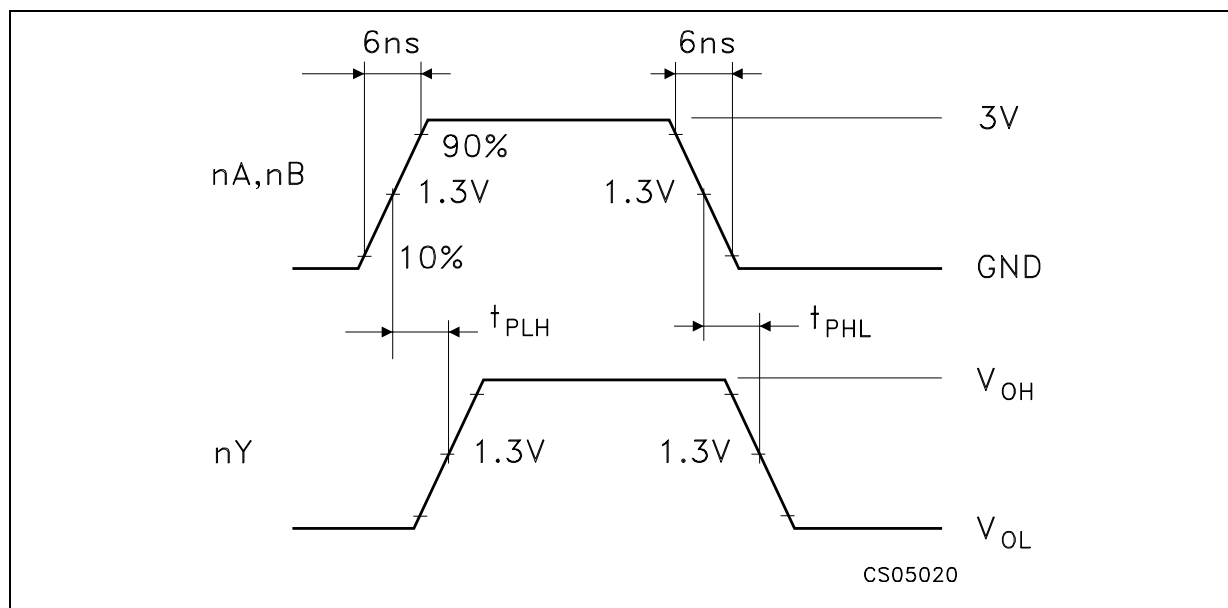 6ns 6ns
3V
90%
nA,nB
1.3V 1.3V
10%
GND
tPLH tPHL
VOH
nY 1.3V 1.3V
VOL
CS05020